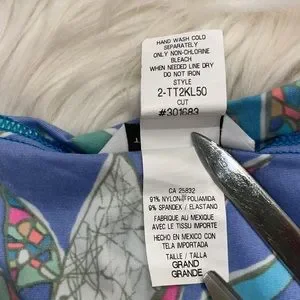 HAND WASH COLD
SEPARATELY
ONLY NON-CHLORINE
BLEACH
WHEN NEEDED LINE DRY
DO NOT IRON
STYLE
2-TT2KL50
CUT
#301683
CA 25832
91% NYLON / POLIAMIDA
9% SPANDEX / ELASTANO
FABRIQUE AU MEXIQUE
AVEC LE TISSU IMPORTE
HECHO EN MEXICO CON
TELA IMPORTADA
TAILLE / TALLA
GRAND
GRANDE